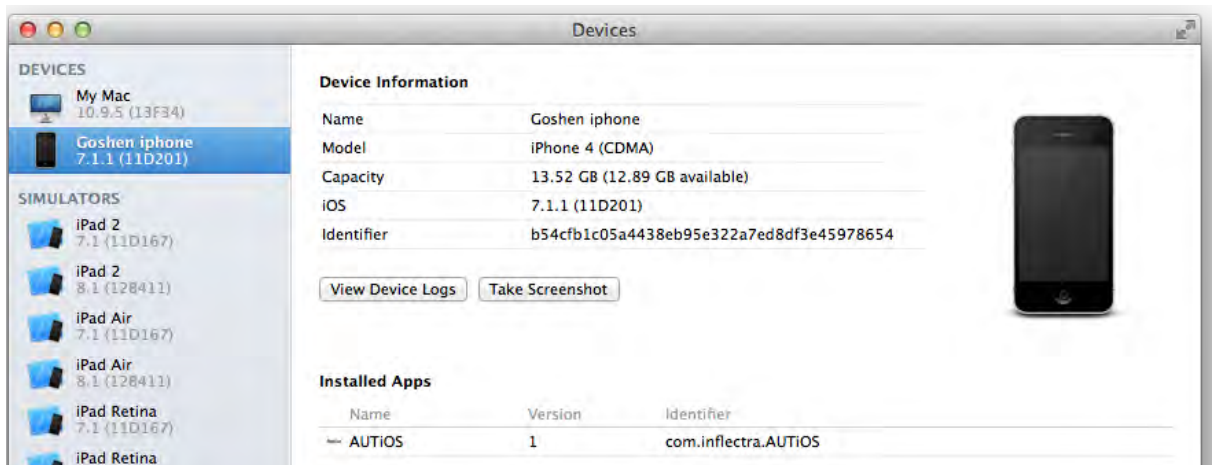 Devices
DEVICES
My Mac
10.9.5 (13F34)
Goshen iphone
7.1.1 (11D201)
SIMULATORS
iPad 2
7.1 (11D167)
iPad 2
8.1 (12B411)
iPad Air
7.1 (11D167)
iPad Air
8.1 (12B411)
iPad Retina
7.1 (11D167)
iPad Retina
Device Information
Name Goshen iphone
Model iPhone 4 (CDMA)
Capacity 13.52 GB (12.89 GB available)
iOS 7.1.1 (11D201)
Identifier b54cfb1c05a4438eb95e322a7ed8df3e45978654
View Device Logs Take Screenshot
Installed Apps
Name Version Identifier
AUTiOS 1 com.inflectra.AUTiOS